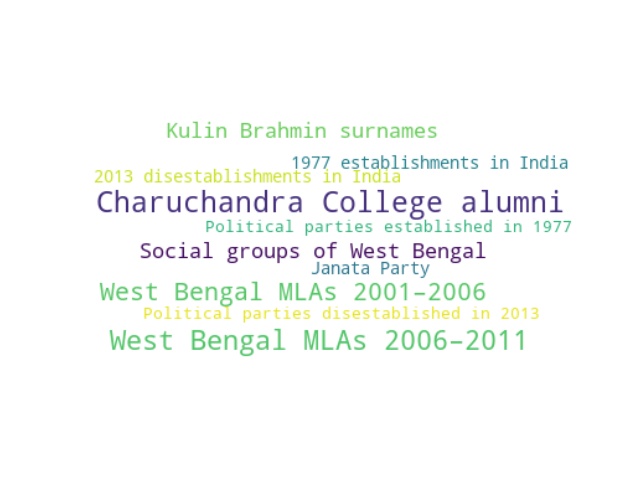 Kulin Brahmin surnames
1977 establishments in India
2013 disestablishments in India
Charuchandra College alumni
Political parties established in 1977
Social groups of West Bengal
Janata Party
West Bengal MLAs 2001–2006
Political parties disestablished in 2013
West Bengal MLAs 2006–2011